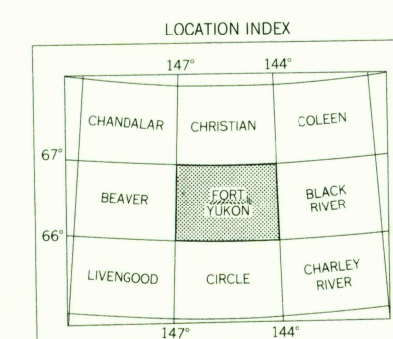 LOCATION INDEX
147° 144°
CHANDALAR CHRISTIAN COLEEN
67°
BEAVER FORT YUKON BLACK RIVER
66°
LIVENGOOD CIRCLE CHARLEY RIVER
147° 144°